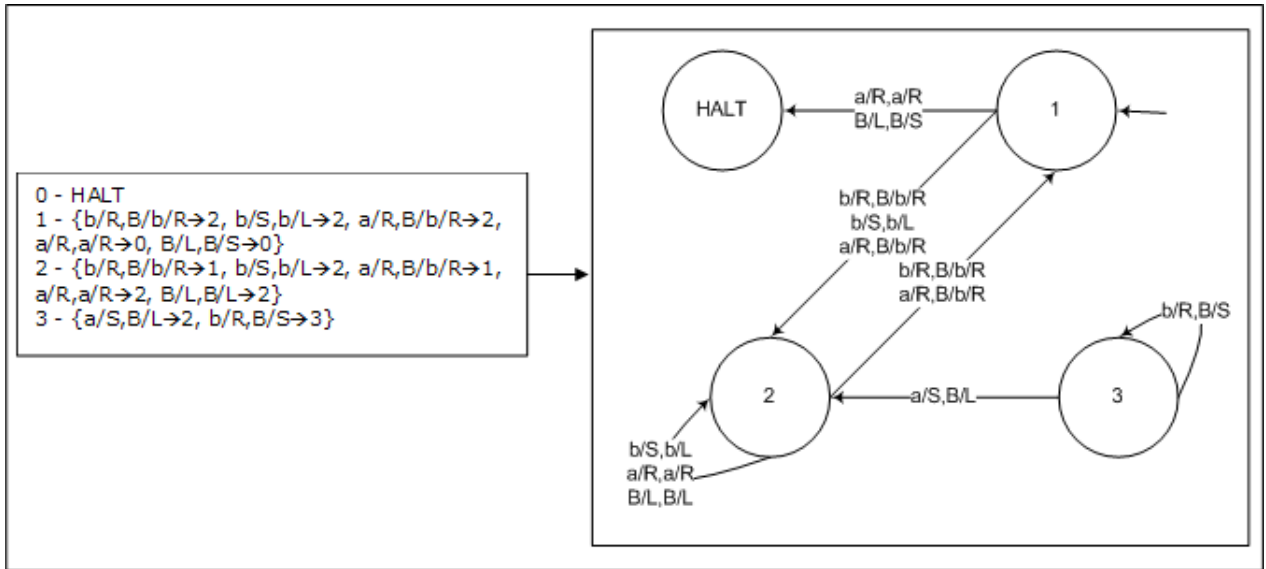 0 - HALT
1 - {b/R,B/b/R→2, b/S,b/L→2, a/R,B/b/R→2,
a/R,a/R→0, B/L,B/S→0}
2 - {b/R,B/b/R→1, b/S,b/L→2, a/R,B/b/R→1,
a/R,a/R→2, B/L,B/L→2}
3 - {a/S,B/L→2, b/R,B/S→3}
HALT
a/R,a/R
B/L,B/S
1
b/R,B/b/R
b/S,b/L
a/R,B/b/R
b/R,B/b/R
a/R,B/b/R
b/R,B/S
2
a/S,B/L
3
b/S,b/L
a/R,a/R
B/L,B/L